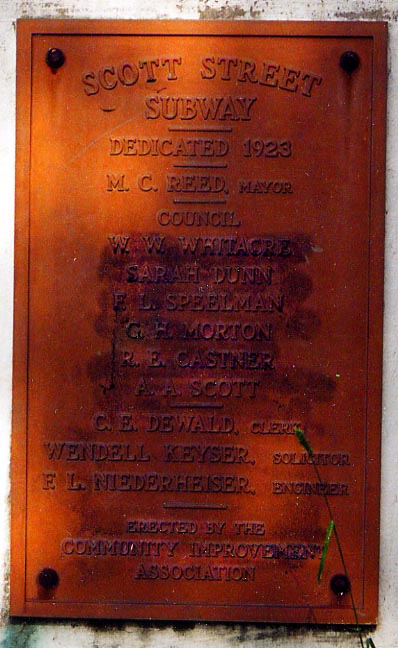 SCOTT STREET
SUBWAY
DEDICATED 1923
M. C. REED, MAYOR
COUNCIL
W. W. WHITACRE
SARAH DUNN
F. L. SPEELMAN
G. H. MORTON
R. E. CASTNER
A. A. SCOTT
C. E. DEWALD, CLERK
WENDELL KEYSER, SOLICITOR
F. L. NIEDERHEISER, ENGINEER
ERECTED BY THE
COMMUNITY IMPROVEMENT
ASSOCIATION